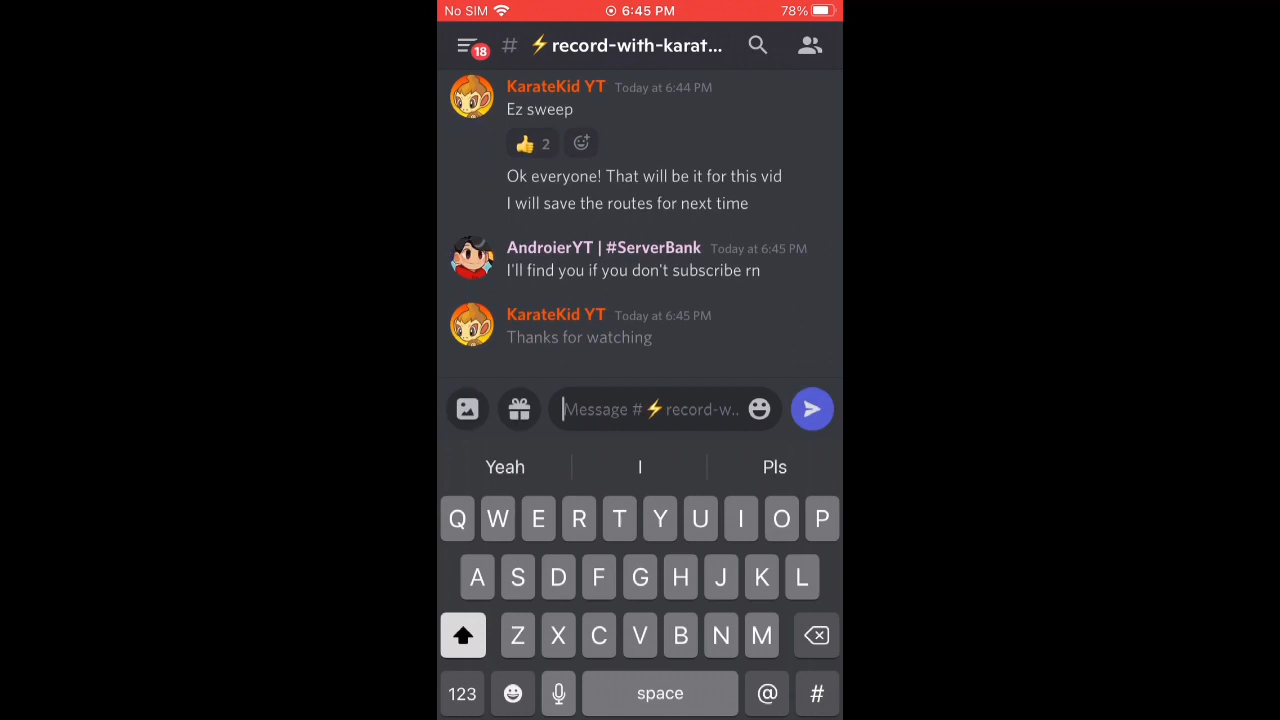 No SIM 6:45 PM 78%
18 # ⚡record-with-karat...
KarateKid YT Today at 6:44 PM
Ez sweep
👍 2
Ok everyone! That will be it for this vid
I will save the routes for next time
AndroierYT | #ServerBank Today at 6:45 PM
I'll find you if you don't subscribe rn
KarateKid YT Today at 6:45 PM
Thanks for watching
Message #⚡record-w..
Yeah I Pls
Q W E R T Y U I O P
A S D F G H J K L
Z X C V B N M
123 space @ #